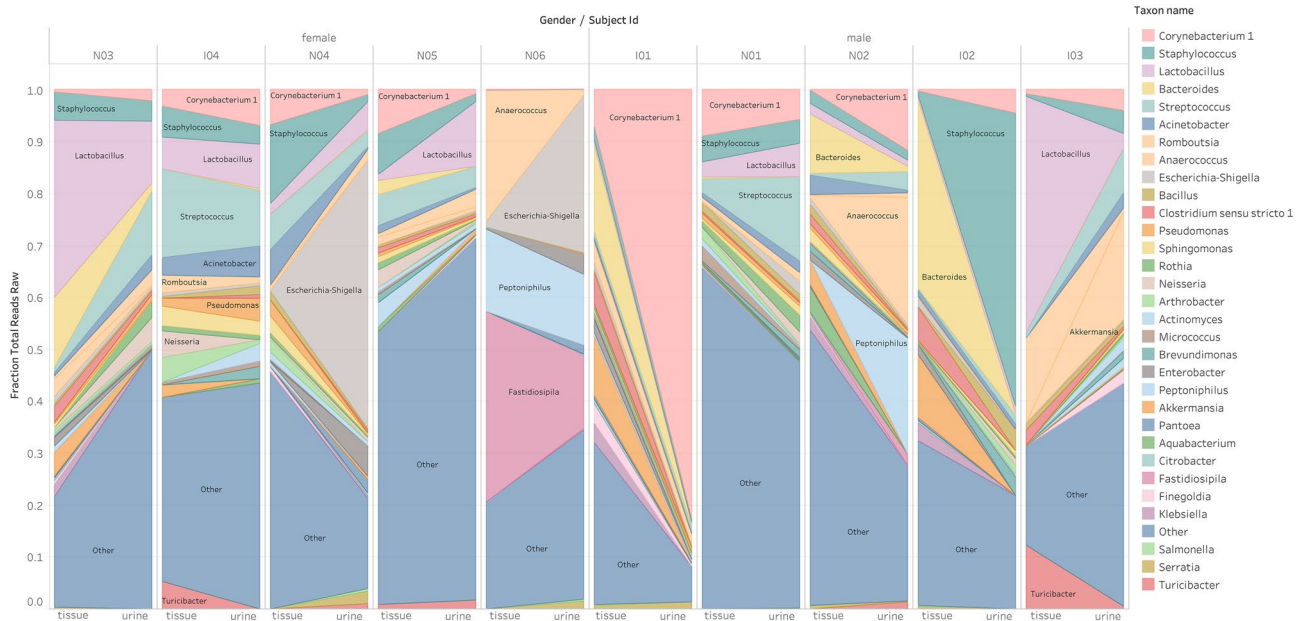 Gender / Subject Id
female
male
N03
I04
N04
N05
N06
I01
N01
N02
I02
I03
Fraction Total Reads Raw
1.0
0.9
0.8
0.7
0.6
0.5
0.4
0.3
0.2
0.1
0.0
Staphylococcus
Lactobacillus
Other
tissue urine
Corynebacterium 1
Staphylococcus
Lactobacillus
Streptococcus
Acinetobacter
Romboutsia
Pseudomonas
Neisseria
Other
Turicibacter
tissue urine
Corynebacterium 1
Staphylococcus
Escherichia-Shigella
Other
tissue urine
Corynebacterium 1
Lactobacillus
Other
tissue urine
Anaerococcus
Escherichia-Shigella
Peptoniphilus
Fastidiosipila
Other
tissue urine
Corynebacterium 1
Other
tissue urine
Corynebacterium 1
Staphylococcus
Lactobacillus
Streptococcus
Other
tissue urine
Corynebacterium 1
Bacteroides
Anaerococcus
Peptoniphilus
Other
tissue urine
Staphylococcus
Bacteroides
Other
tissue urine
Lactobacillus
Akkermansia
Other
Turicibacter
tissue urine
Taxon name
Corynebacterium 1
Staphylococcus
Lactobacillus
Bacteroides
Streptococcus
Acinetobacter
Romboutsia
Anaerococcus
Escherichia-Shigella
Bacillus
Clostridium sensu stricto 1
Pseudomonas
Sphingomonas
Rothia
Neisseria
Arthrobacter
Actinomyces
Micrococcus
Brevundimonas
Enterobacter
Peptoniphilus
Akkermansia
Pantoea
Aquabacterium
Citrobacter
Fastidiosipila
Finegoldia
Klebsiella
Other
Salmonella
Serratia
Turicibacter